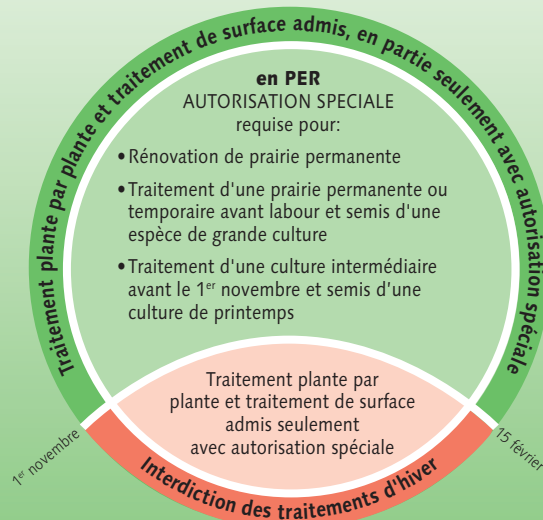 Traitement plante par plante et traitement de surface admis, en partie seulement avec autorisation spéciale
en PER
AUTORISATION SPECIALE
requise pour:
•Rénovation de prairie permanente
•Traitement d'une prairie permanente ou
temporaire avant labour et semis d'une
espèce de grande culture
•Traitement d'une culture intermédiaire
avant le 1er novembre et semis d'une
culture de printemps
Traitement plante par
plante et traitement de surface
admis seulement
avec autorisation spéciale
1er novembre
15 février
Interdiction des traitements d'hiver